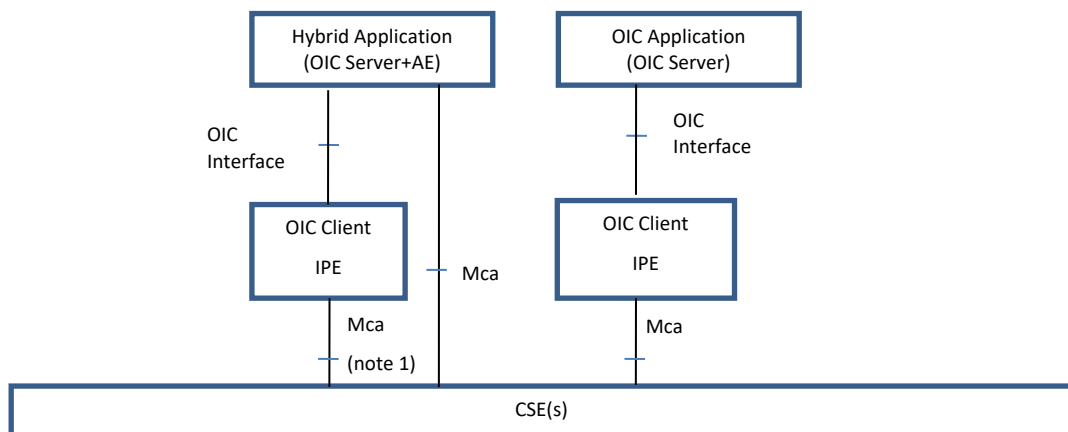 Hybrid Application
(OIC Server+AE)
OIC Application
(OIC Server)
OIC
Interface
OIC
Interface
OIC Client
IPE
OIC Client
IPE
Mca
Mca
(note 1)
Mca
CSE(s)